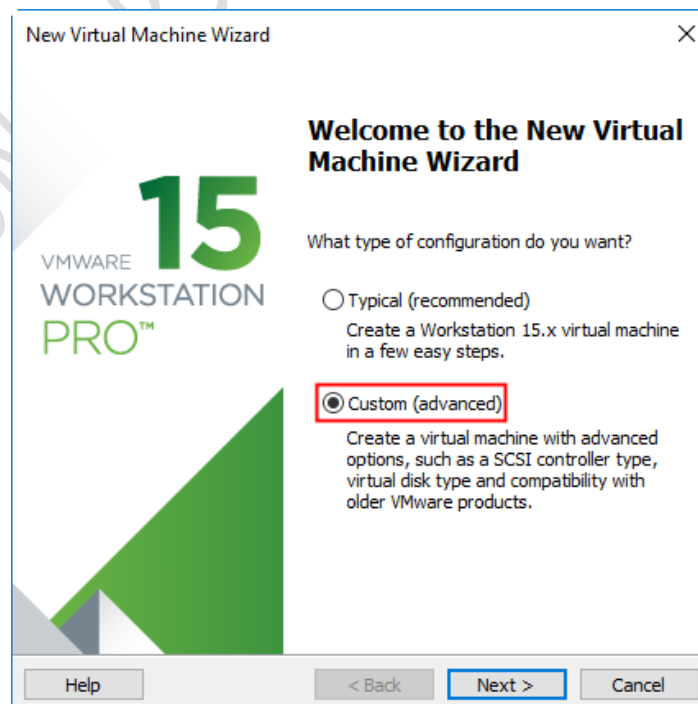 New Virtual Machine Wizard
Welcome to the New Virtual
Machine Wizard
15
VMWARE
WORKSTATION
PRO™
What type of configuration do you want?
Typical (recommended)
Create a Workstation 15.x virtual machine
in a few easy steps.
Custom (advanced)
Create a virtual machine with advanced
options, such as a SCSI controller type,
virtual disk type and compatibility with
older VMware products.
Help
< Back
Next >
Cancel